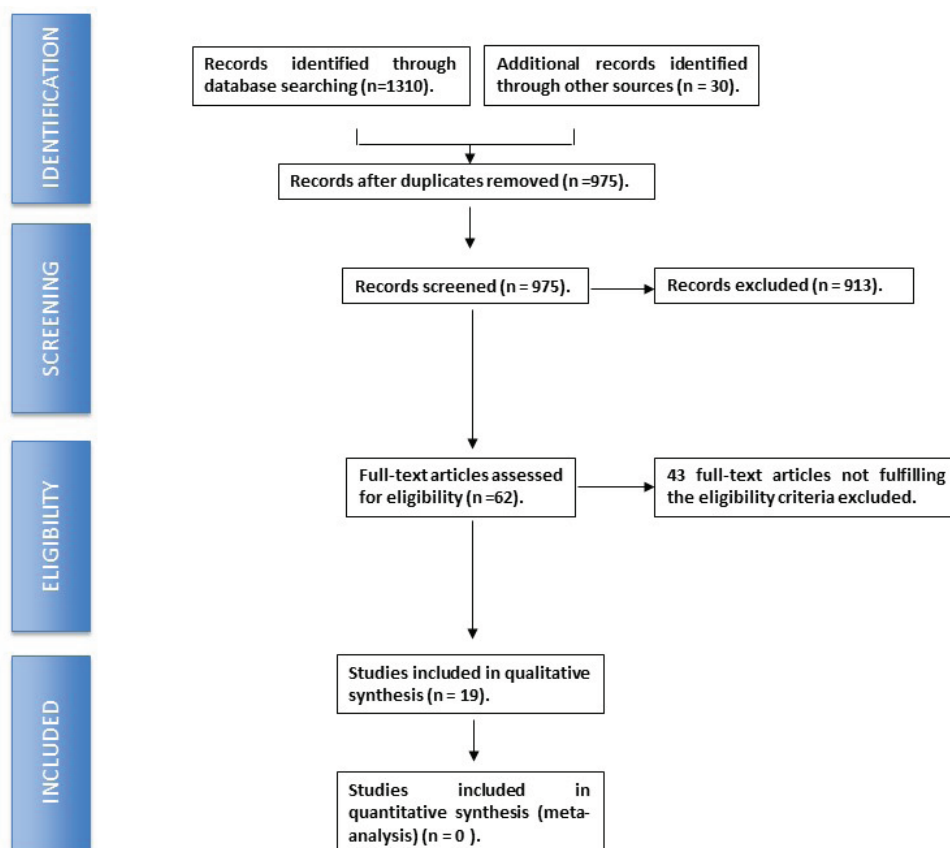 IDENTIFICATION
Records identified through
database searching (n=1310).
Additional records identified
through other sources (n = 30).
Records after duplicates removed (n =975).
SCREENING
Records screened (n = 975).
Records excluded (n = 913).
ELIGIBILITY
Full-text articles assessed
for eligibility (n =62).
43 full-text articles not fulfilling
the eligibility criteria excluded.
INCLUDED
Studies included in qualitative
synthesis (n = 19).
Studies included in
quantitative synthesis (meta-
analysis) (n = 0 ).